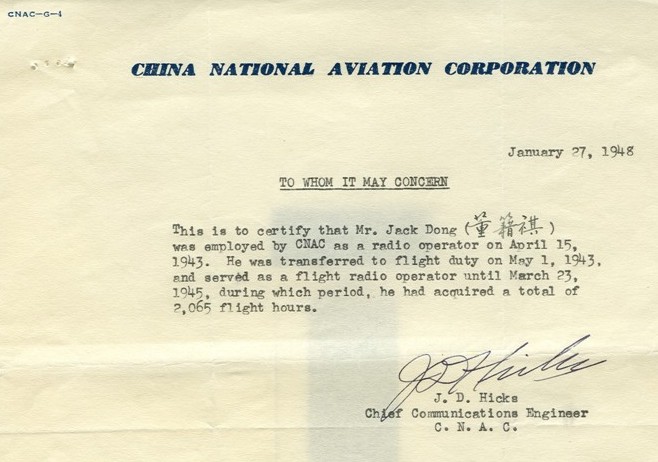 CNAC-G-1
CHINA NATIONAL AVIATION CORPORATION
January 27, 1948
TO WHOM IT MAY CONCERN
This is to certify that Mr. Jack Dong (董籍祺)
was employed by CNAC as a radio operator on April 15,
1943. He was transferred to flight duty on May 1, 1943,
and served as a flight radio operator until March 23,
1945, during which period, he had acquired a total of
2,065 flight hours.
J D Hicks
J. D. Hicks
Chief Communications Engineer
C. N. A. C.